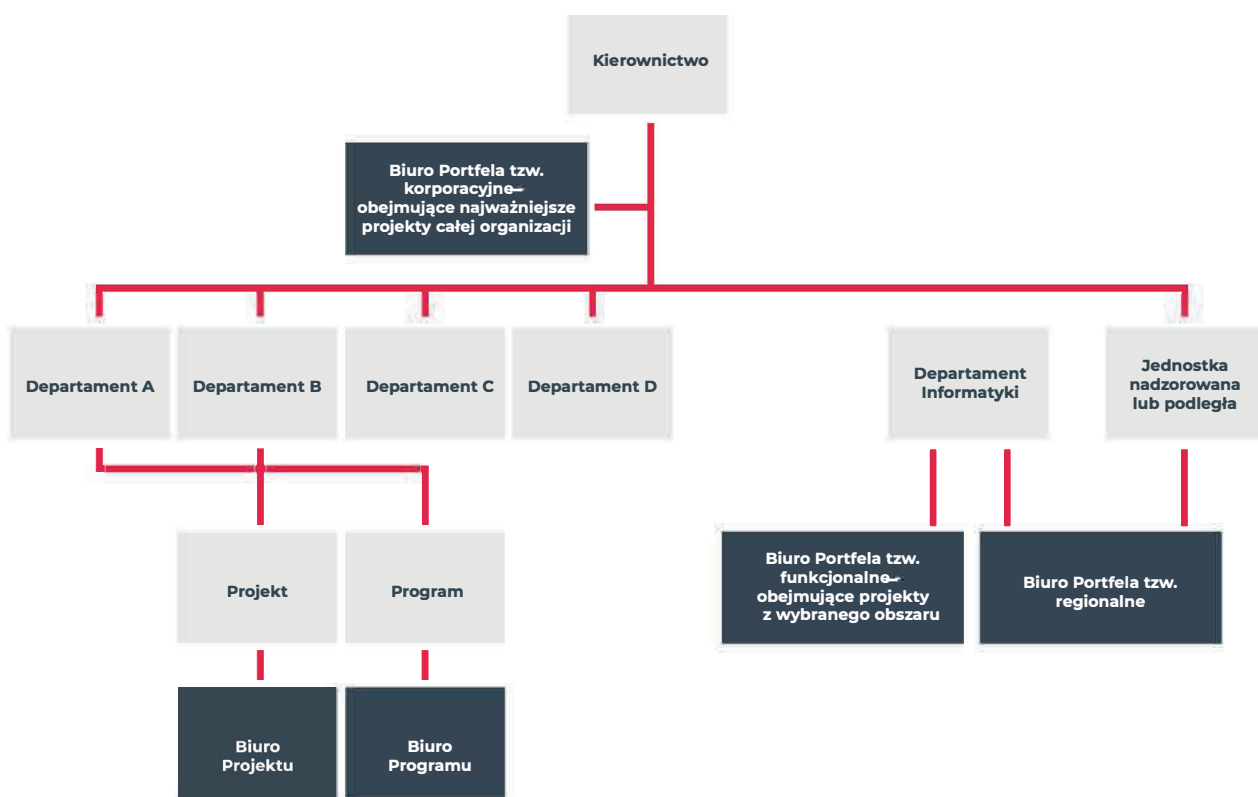 Kierownictwo
Biuro Portfela tzw.
korporacyjne–
obejmujące najważniejsze
projekty całej organizacji
Departament A
Departament B
Departament C
Departament D
Departament
Informatyki
Jednostka
nadzorowana
lub podległa
Projekt
Program
Biuro Portfela tzw.
funkcjonalne–
obejmujące projekty
z wybranego obszaru
Biuro Portfela tzw.
regionalne
Biuro
Projektu
Biuro
Programu